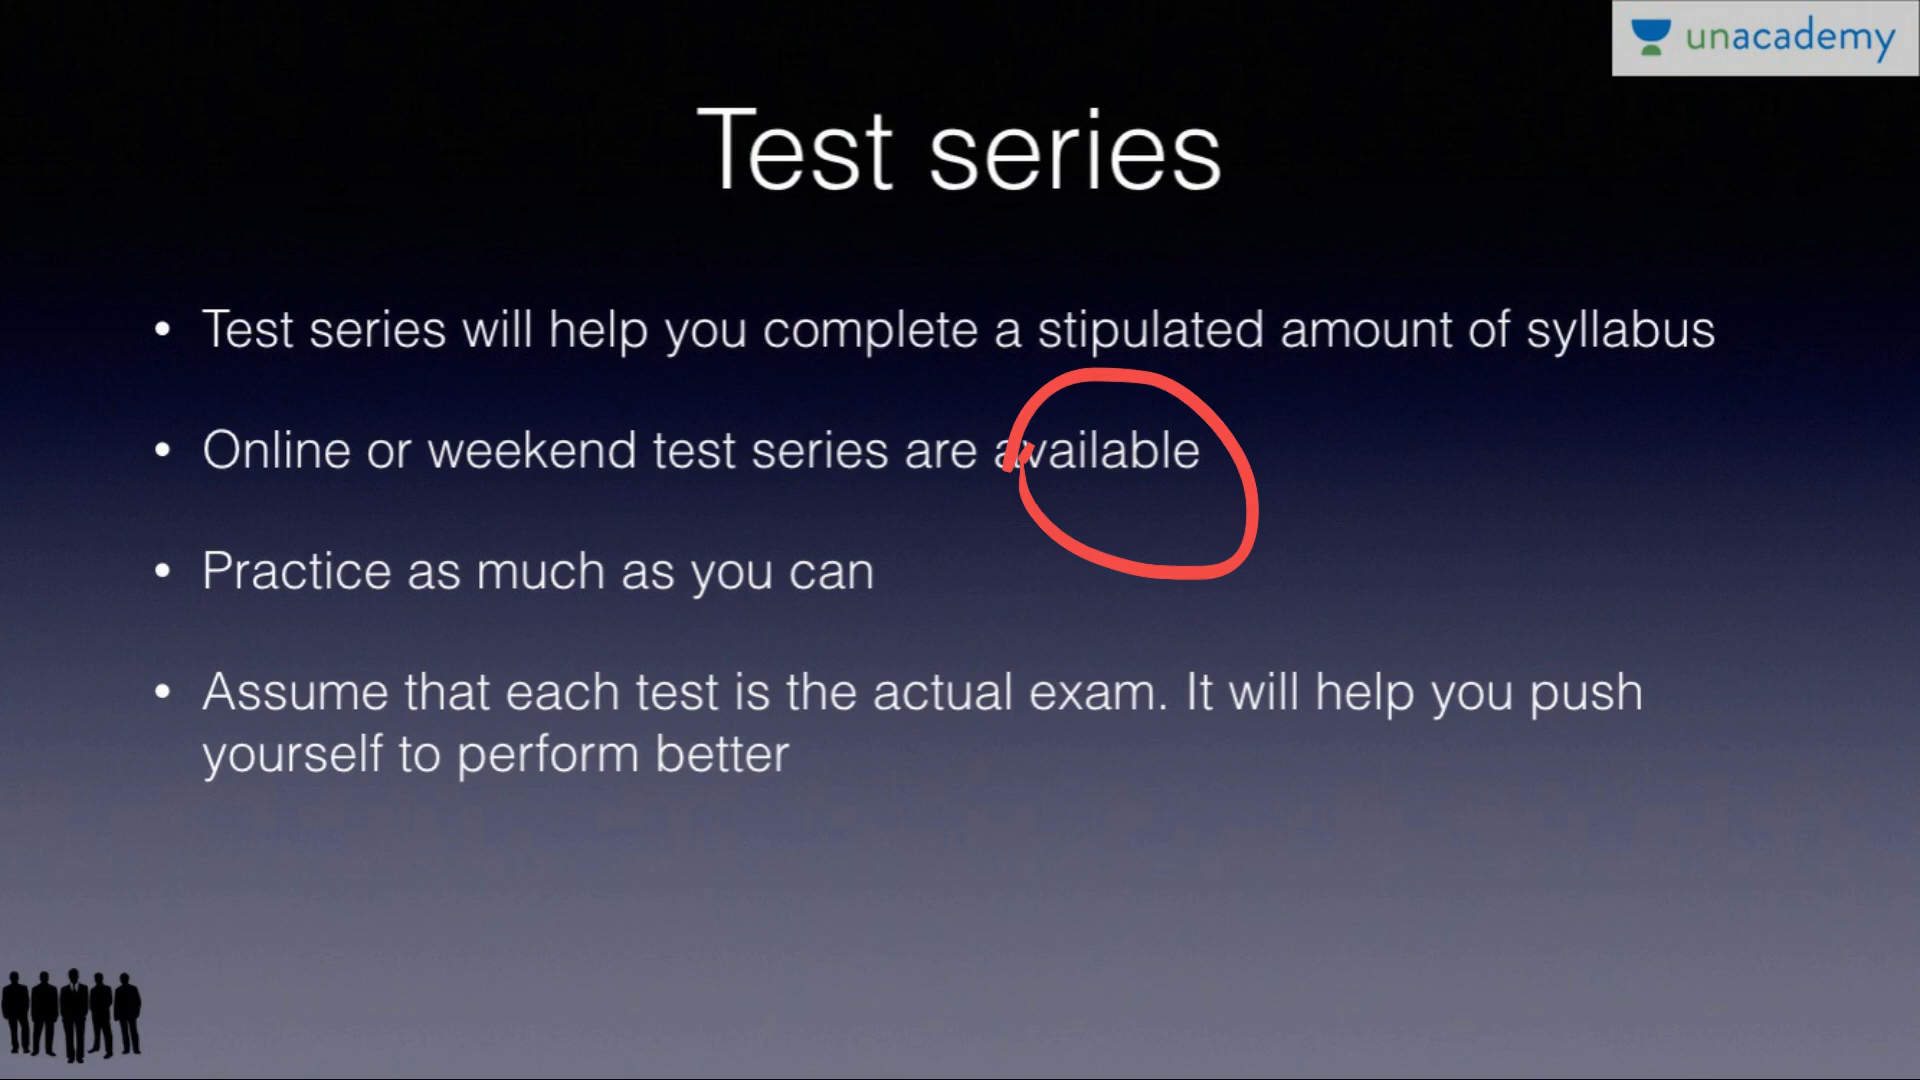 unacademy
Test series
• Test series will help you complete a stipulated amount of syllabus
• Online or weekend test series are available
• Practice as much as you can
• Assume that each test is the actual exam. It will help you push
yourself to perform better